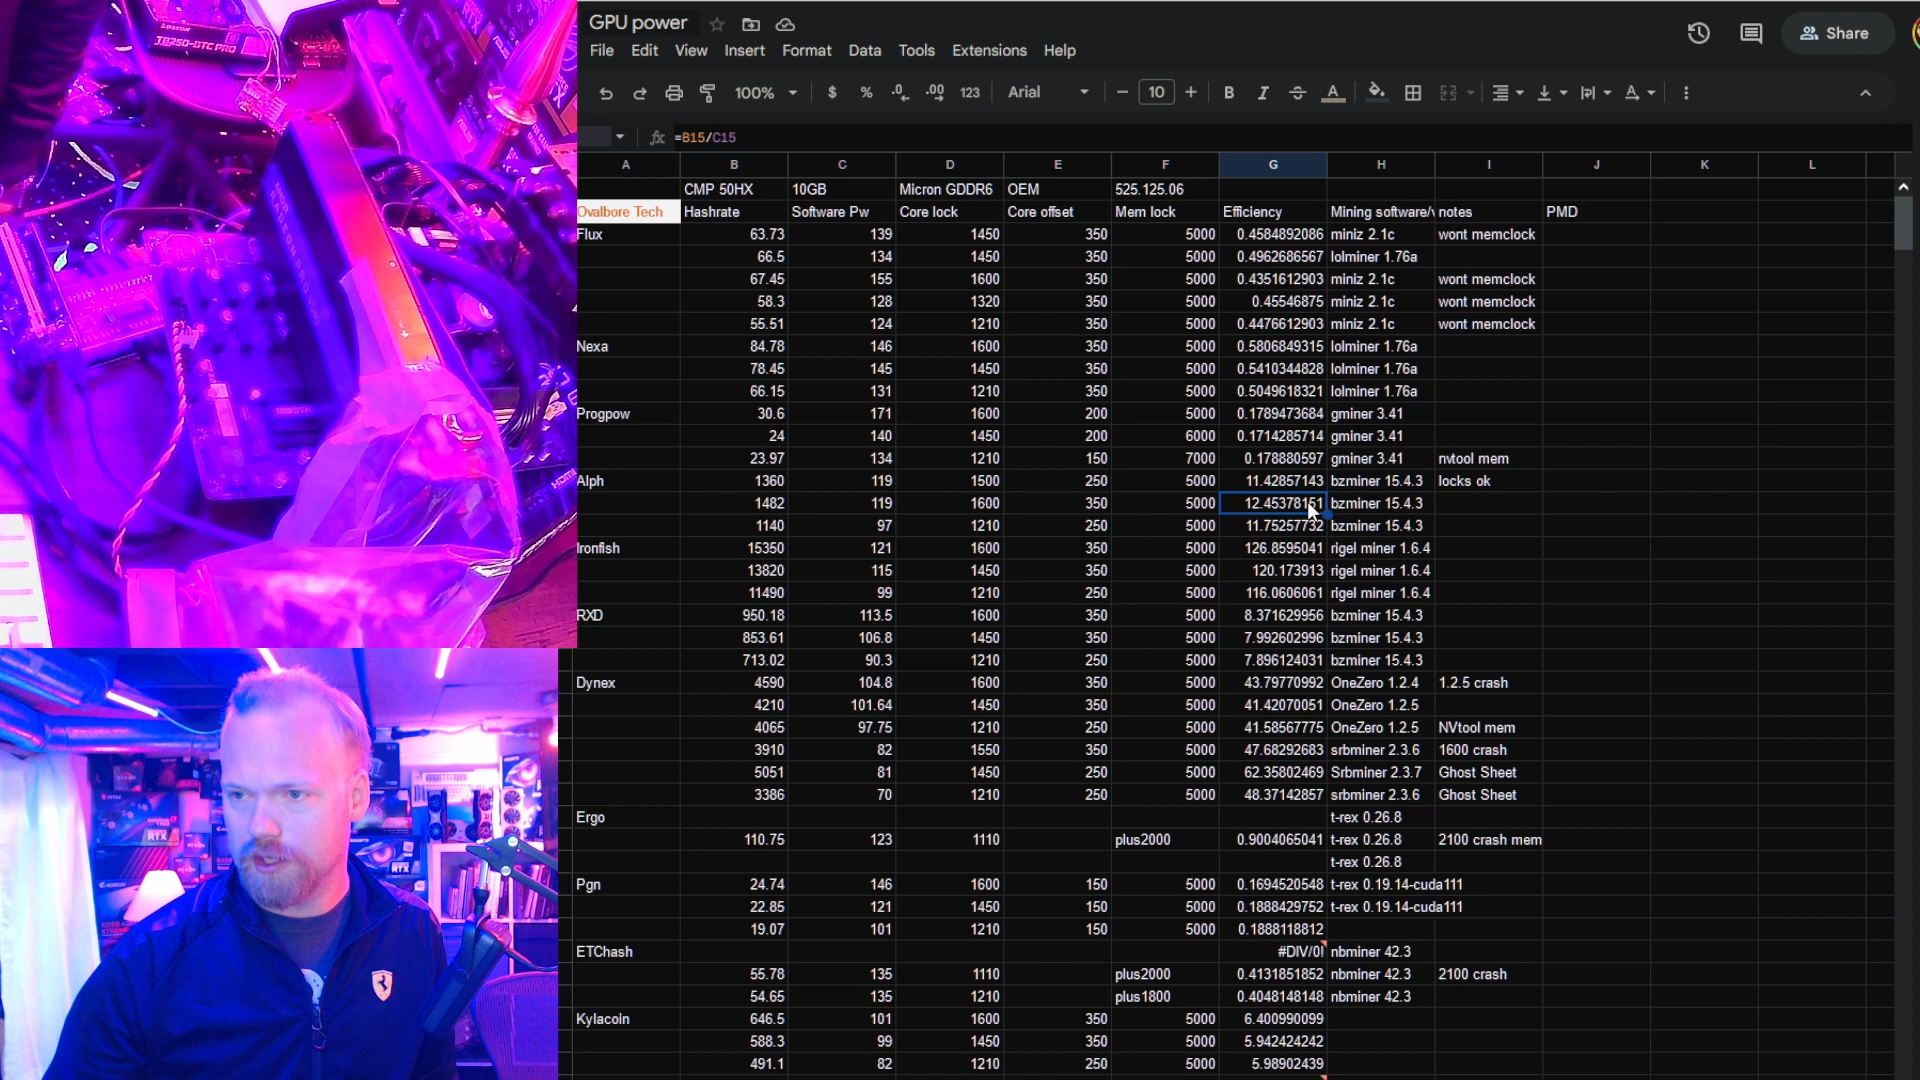 GPU power
File Edit View Insert Format Data Tools Extensions Help
Share
100% $ % .0 .00 123 Arial 10 B I S A
fx =B15/C15
A B C D E F G H I J K L
CMP 50HX 10GB Micron GDDR6 OEM 525.125.06
Ovalbore Tech Hashrate Software Pw Core lock Core offset Mem lock Efficiency Mining software/v notes PMD
Flux 63.73 139 1450 350 5000 0.4584892086 miniz 2.1c wont memclock
66.5 134 1450 350 5000 0.4962686567 lolminer 1.76a
67.45 155 1600 350 5000 0.4351612903 miniz 2.1c wont memclock
58.3 128 1320 350 5000 0.45546875 miniz 2.1c wont memclock
55.51 124 1210 350 5000 0.4476612903 miniz 2.1c wont memclock
Nexa 84.78 146 1600 350 5000 0.5806849315 lolminer 1.76a
78.45 145 1450 350 5000 0.5410344828 lolminer 1.76a
66.15 131 1210 350 5000 0.5049618321 lolminer 1.76a
Progpow 30.6 171 1600 200 5000 0.1789473684 gminer 3.41
24 140 1450 200 6000 0.1714285714 gminer 3.41
23.97 134 1210 150 7000 0.178880597 gminer 3.41 nvtool mem
Alph 1360 119 1500 250 5000 11.42857143 bzminer 15.4.3 locks ok
1482 119 1600 350 5000 12.45378151 bzminer 15.4.3
1140 97 1210 250 5000 11.75257732 bzminer 15.4.3
Ironfish 15350 121 1600 350 5000 126.8595041 rigel miner 1.6.4
13820 115 1450 350 5000 120.173913 rigel miner 1.6.4
11490 99 1210 250 5000 116.0606061 rigel miner 1.6.4
RXD 950.18 113.5 1600 350 5000 8.371629956 bzminer 15.4.3
853.61 106.8 1450 350 5000 7.992602996 bzminer 15.4.3
713.02 90.3 1210 250 5000 7.896124031 bzminer 15.4.3
Dynex 4590 104.8 1600 350 5000 43.79770992 OneZero 1.2.4 1.2.5 crash
4210 101.64 1450 350 5000 41.42070051 OneZero 1.2.5
4065 97.75 1210 250 5000 41.58567775 OneZero 1.2.5 NVtool mem
3910 82 1550 350 5000 47.68292683 srbminer 2.3.6 1600 crash
5051 81 1450 250 5000 62.35802469 Srbminer 2.3.7 Ghost Sheet
3386 70 1210 250 5000 48.37142857 srbminer 2.3.6 Ghost Sheet
Ergo t-rex 0.26.8
110.75 123 1110 plus2000 0.9004065041 t-rex 0.26.8 2100 crash mem
t-rex 0.26.8
Pgn 24.74 146 1600 150 5000 0.1694520548 t-rex 0.19.14-cuda111
22.85 121 1450 150 5000 0.1888429752 t-rex 0.19.14-cuda111
19.07 101 1210 150 5000 0.1888118812
ETChash #DIV/0! nbminer 42.3
55.78 135 1110 plus2000 0.4131851852 nbminer 42.3 2100 crash
54.65 135 1210 plus1800 0.4048148148 nbminer 42.3
Kylacoin 646.5 101 1600 350 5000 6.400990099
588.3 99 1450 350 5000 5.942424242
491.1 82 1210 250 5000 5.98902439
TB250-BTC PRO
HDMI
RTX
RTX